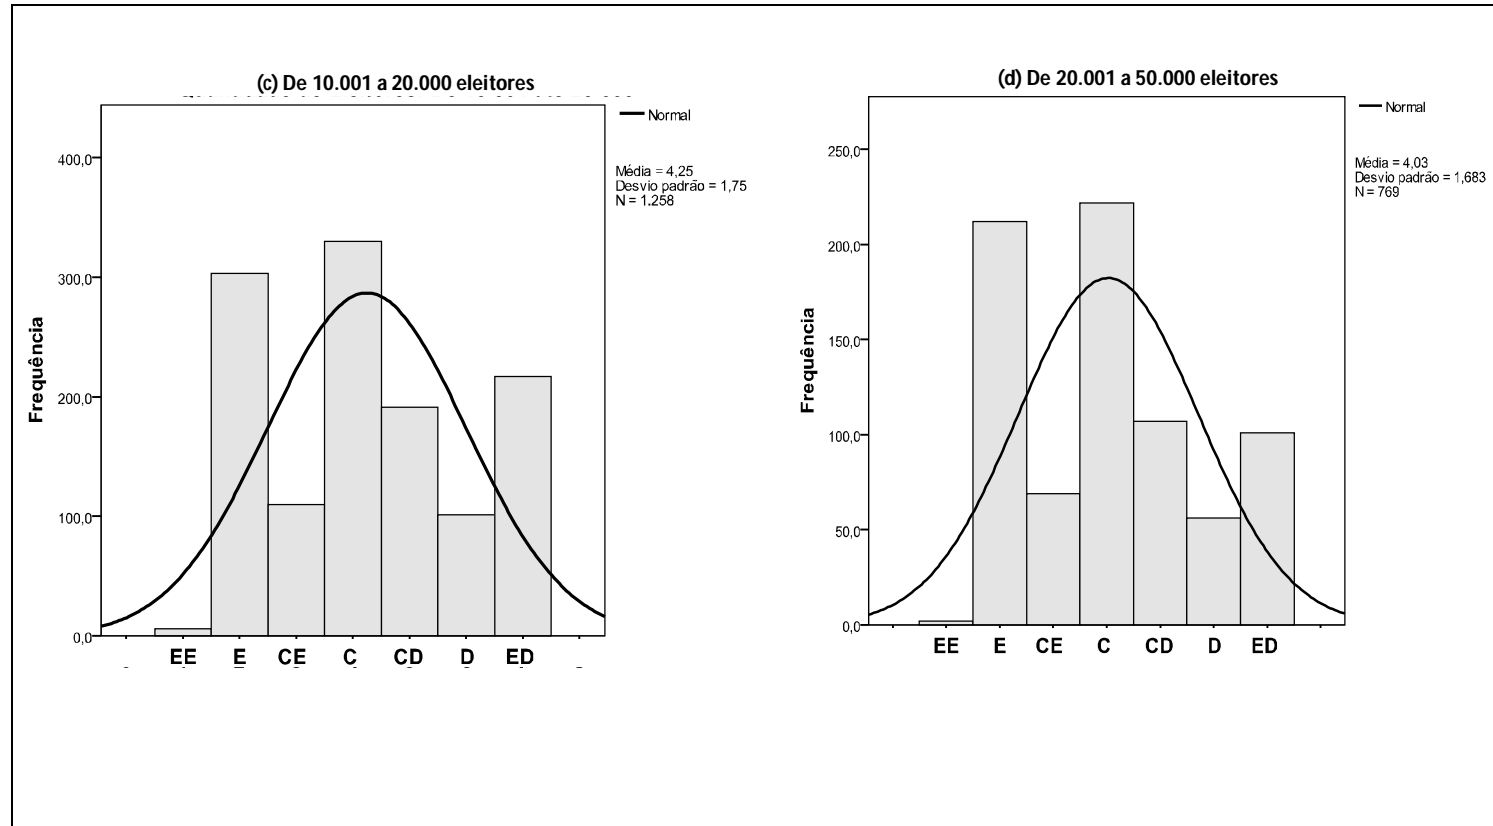 (c) De 10.001 a 20.000 eleitores
Normal
400,0
Média = 4,25
Desvio padrão = 1,75
N = 1.258
300,0
Frequência
200,0
100,0
0,0
EE E CE C CD D ED
(d) De 20.001 a 50.000 eleitores
Normal
250,0
Média = 4,03
Desvio padrão = 1,683
N = 769
200,0
150,0
Frequência
100,0
50,0
0,0
EE E CE C CD D ED